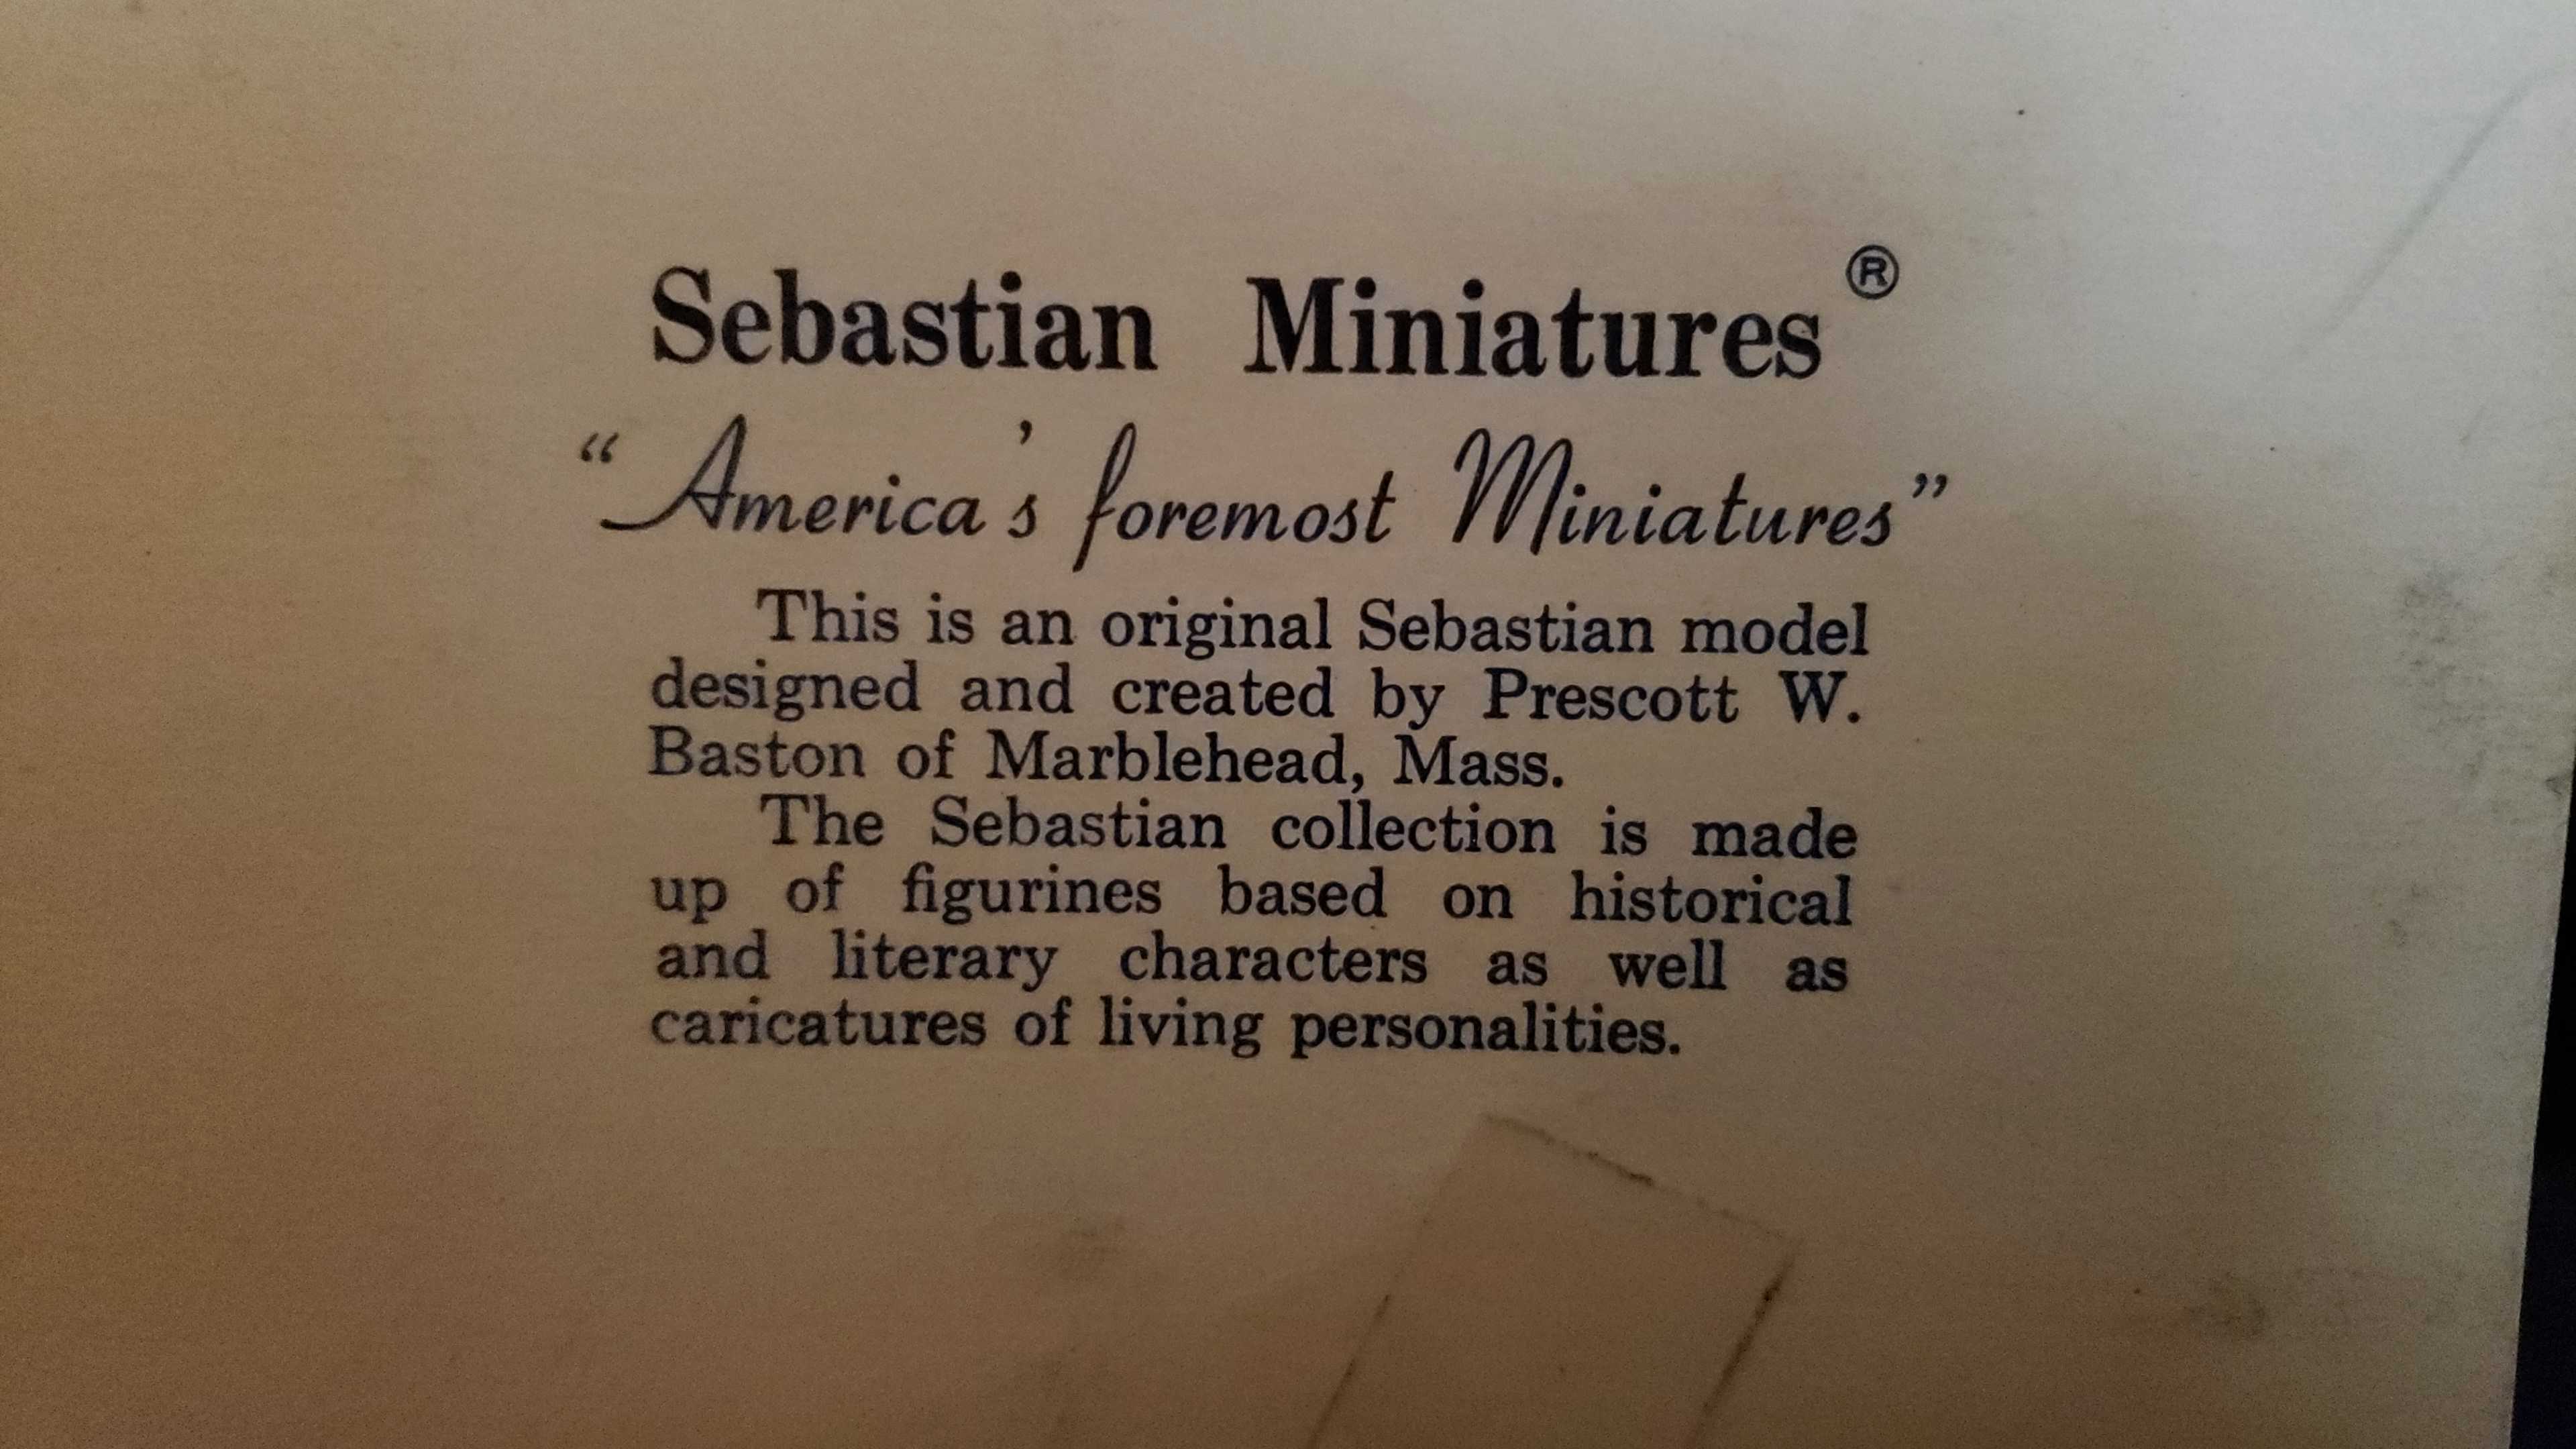 Sebastian Miniatures®
“America's foremost Miniatures”
This is an original Sebastian model
designed and created by Prescott W.
Baston of Marblehead, Mass.
The Sebastian collection is made
up of figurines based on historical
and literary characters as well as
caricatures of living personalities.